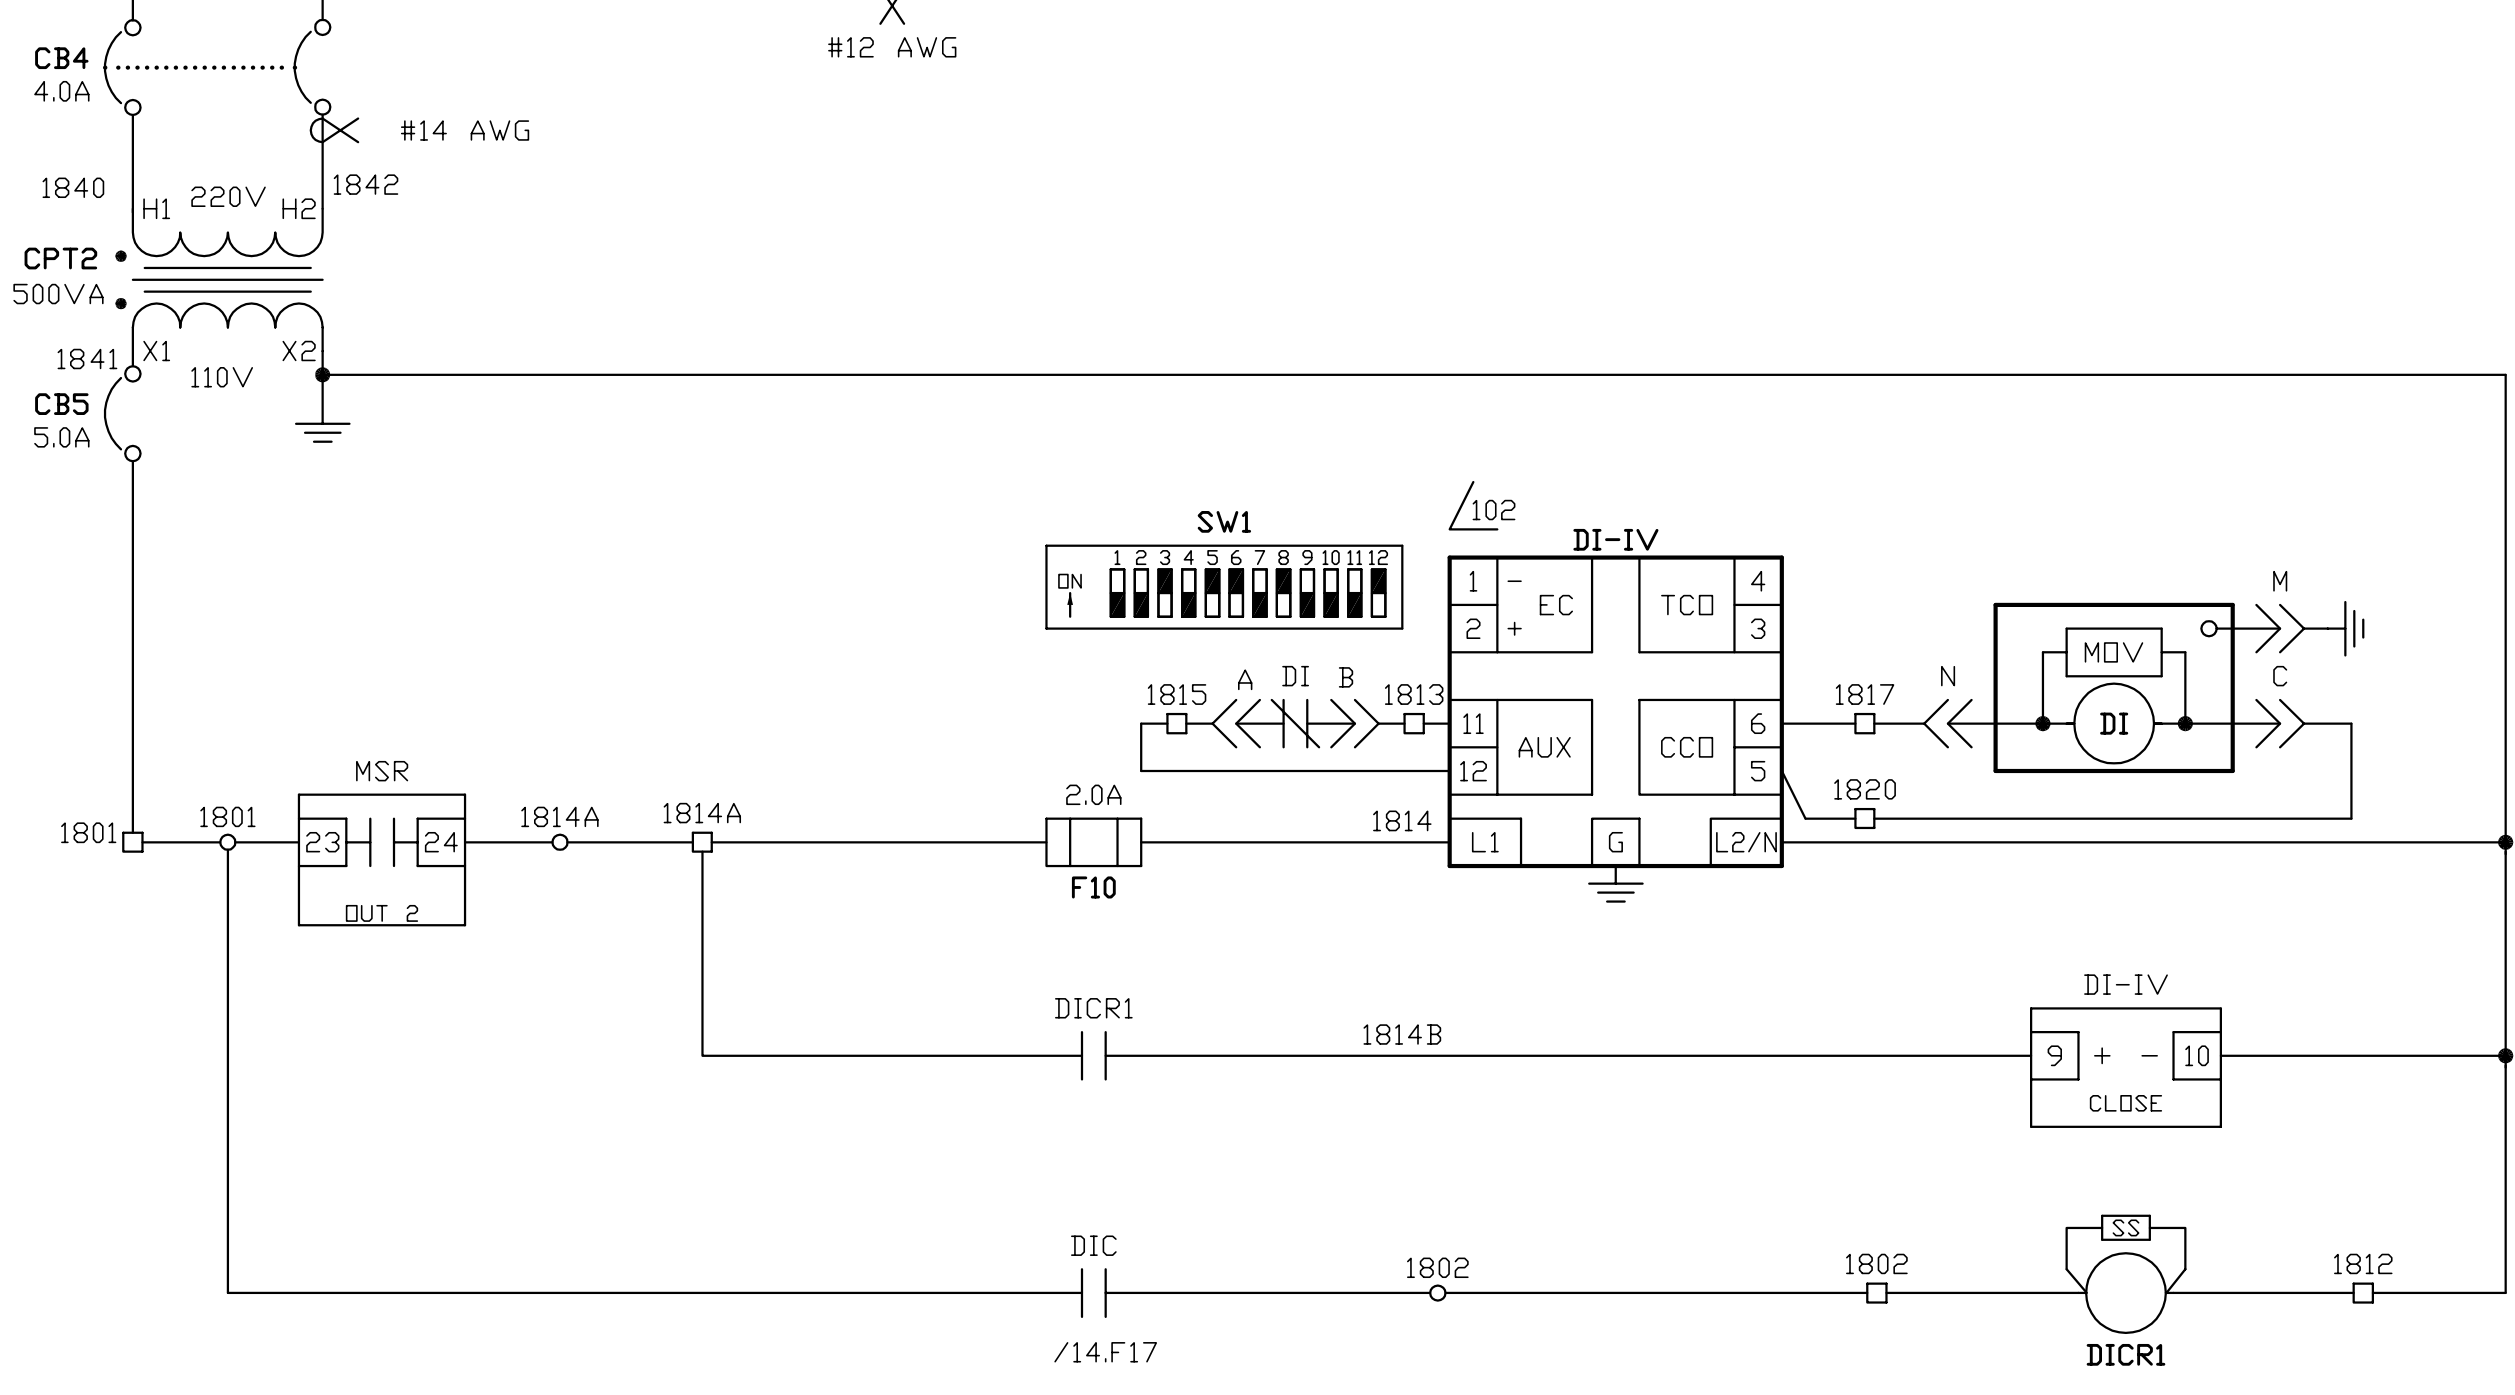 #12 AWG
CB4
4.0A
#14 AWG
1840
1842
H1 220V H2
CPT2
500VA
1841
X1 X2
110V
CB5
5.0A
102
SW1
DI-IV
1 2 3 4 5 6 7 8 9 10 11 12
ON
1 -
EC
2 +
TCO
4
3
M
MOV
1815
A DI B
1813
11
AUX
12
CCO
6
5
1817
N
C
DI
1820
MSR
1801
1801
23
24
OUT 2
1814A
1814A
2.0A
F10
1814
L1
G
L2/N
DICR1
1814B
DI-IV
9 + - 10
CLOSE
DIC
/14.F17
1802
1802
SS
DICR1
1812